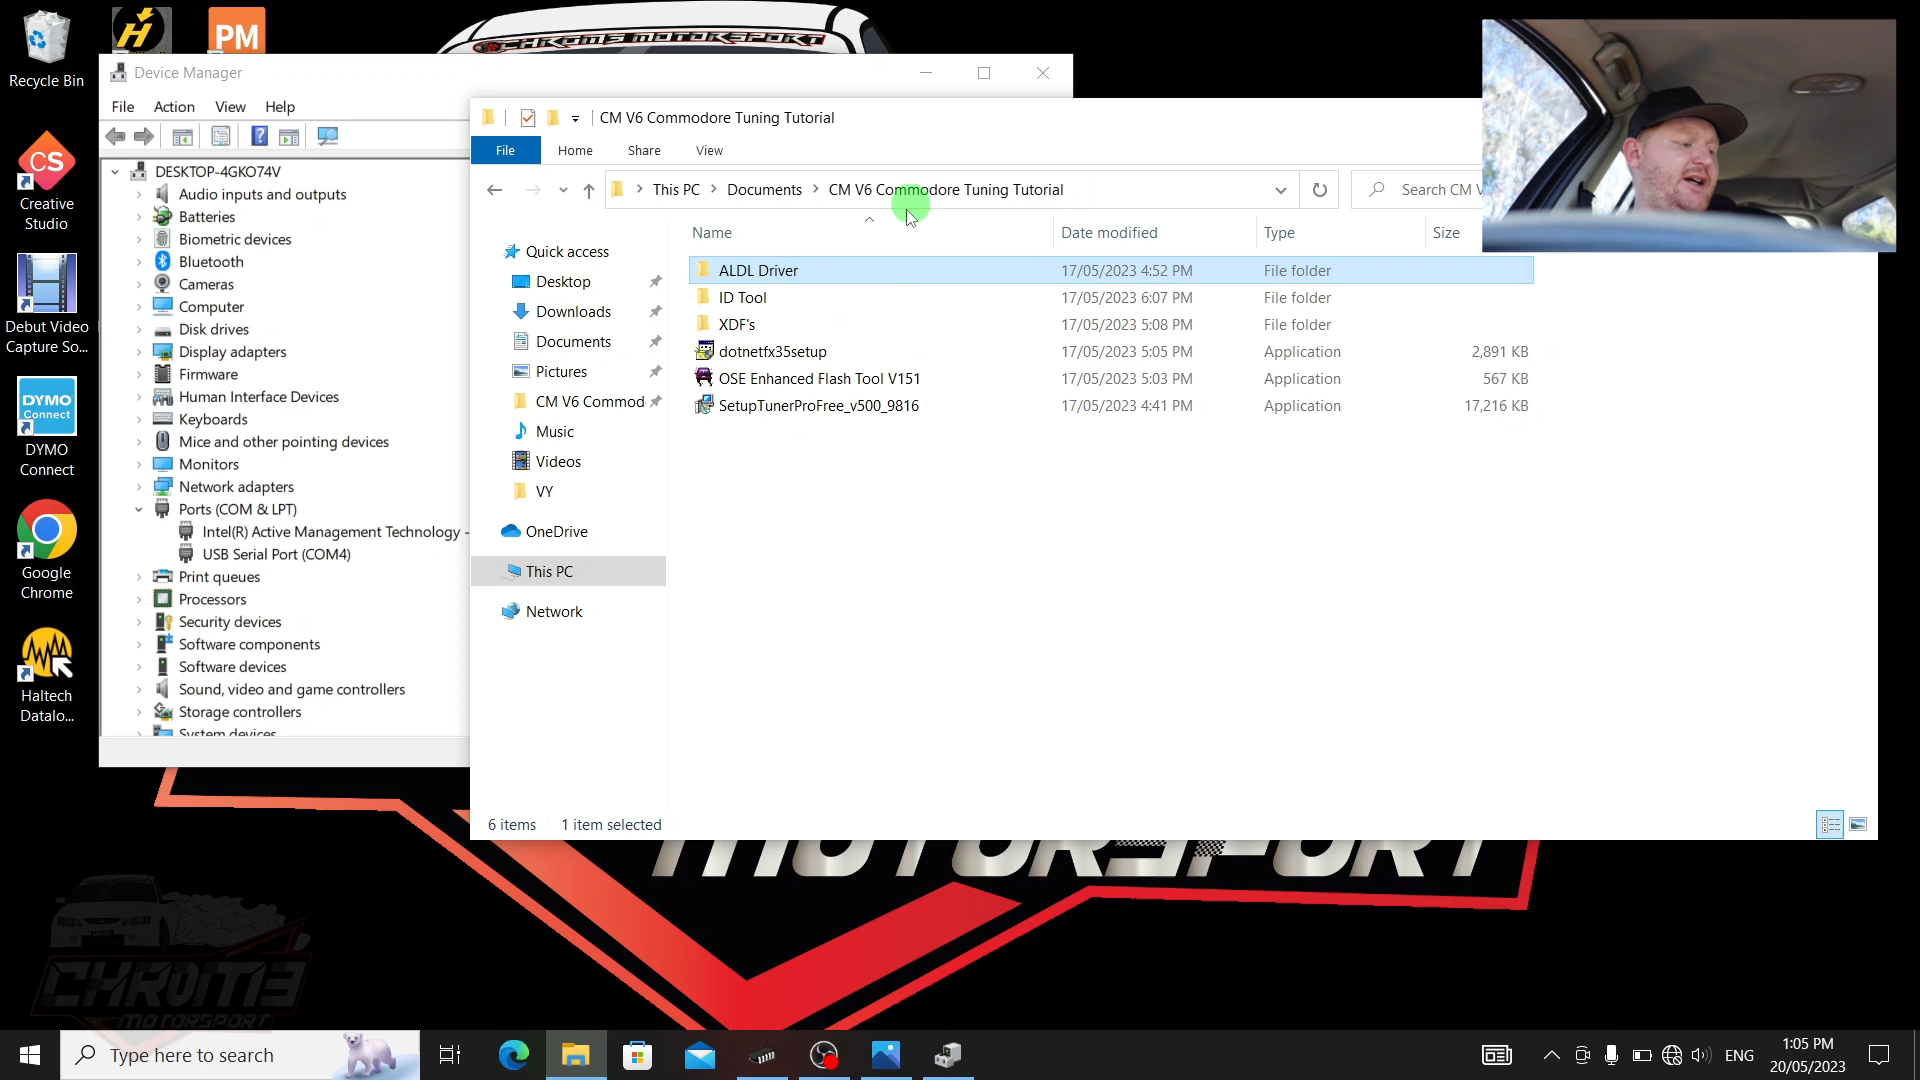 Recycle Bin
PM
CHROME MOTORSPORT
Device Manager
File Action View Help
DESKTOP-4GKO74V
Audio inputs and outputs
Batteries
Biometric devices
Bluetooth
Cameras
Computer
Disk drives
Display adapters
Firmware
Human Interface Devices
Keyboards
Mice and other pointing devices
Monitors
Network adapters
Ports (COM & LPT)
Intel(R) Active Management Technology -
USB Serial Port (COM4)
Print queues
Processors
Security devices
Software components
Software devices
Sound, video and game controllers
Storage controllers
System devices
CS
Creative
Studio
Debut Video
Capture So...
DYMO
Connect
DYMO
Connect
Google
Chrome
Haltech
Datalo...
CM V6 Commodore Tuning Tutorial
File Home Share View
This PC Documents CM V6 Commodore Tuning Tutorial
Search CM V
Name Date modified Type Size
Quick access
Desktop
Downloads
Documents
Pictures
CM V6 Commod
Music
Videos
VY
OneDrive
This PC
Network
ALDL Driver 17/05/2023 4:52 PM File folder
ID Tool 17/05/2023 6:07 PM File folder
XDF's 17/05/2023 5:08 PM File folder
dotnetfx35setup 17/05/2023 5:05 PM Application 2,891 KB
OSE Enhanced Flash Tool V151 17/05/2023 5:03 PM Application 567 KB
SetupTunerProFree_v500_9816 17/05/2023 4:41 PM Application 17,216 KB
6 items 1 item selected
MOTORSPORT
CHROME
MOTORSPORT
Type here to search
ENG
1:05 PM
20/05/2023